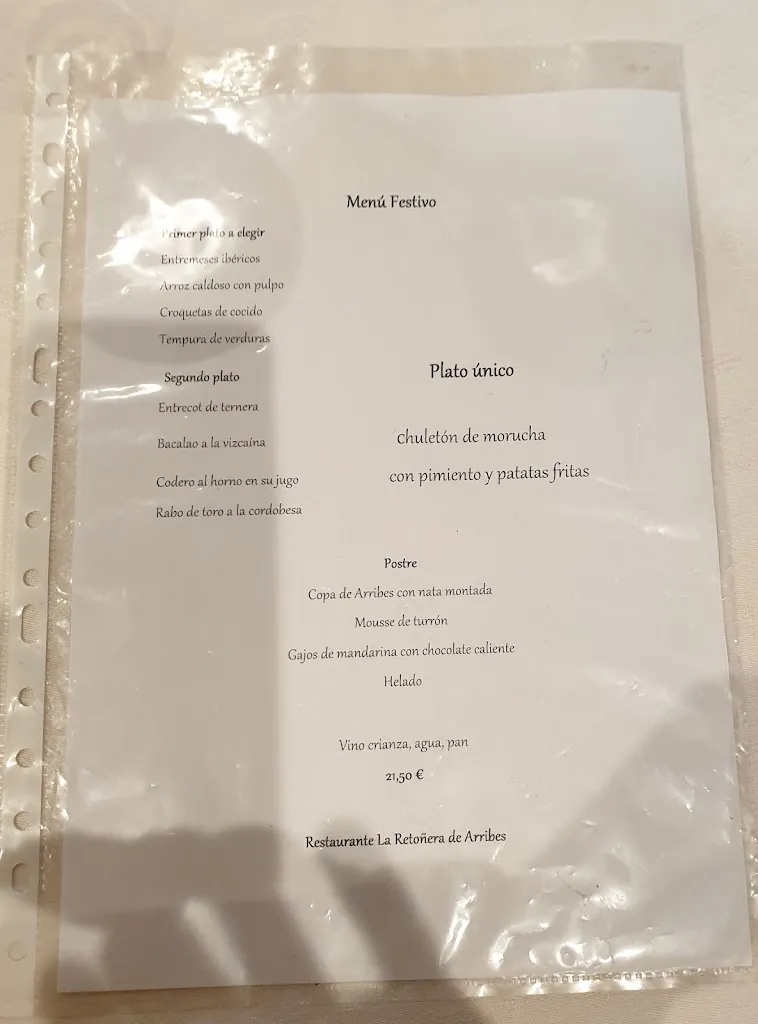 Menú Festivo
Primer plato a elegir
Entremeses ibéricos
Arroz caldoso con pulpo
Croquetas de cocido
Tempura de verduras
Segundo plato
Entrecot de ternera
Bacalao a la vizcaína
Codero al horno en su jugo
Rabo de toro a la cordobesa
Plato único
chuletón de morucha
con pimiento y patatas fritas
Postre
Copa de Arribes con nata montada
Mousse de turrón
Gajos de mandarina con chocolate caliente
Helado
Vino crianza, agua, pan
21,50 €
Restaurante La Retoñera de Arribes